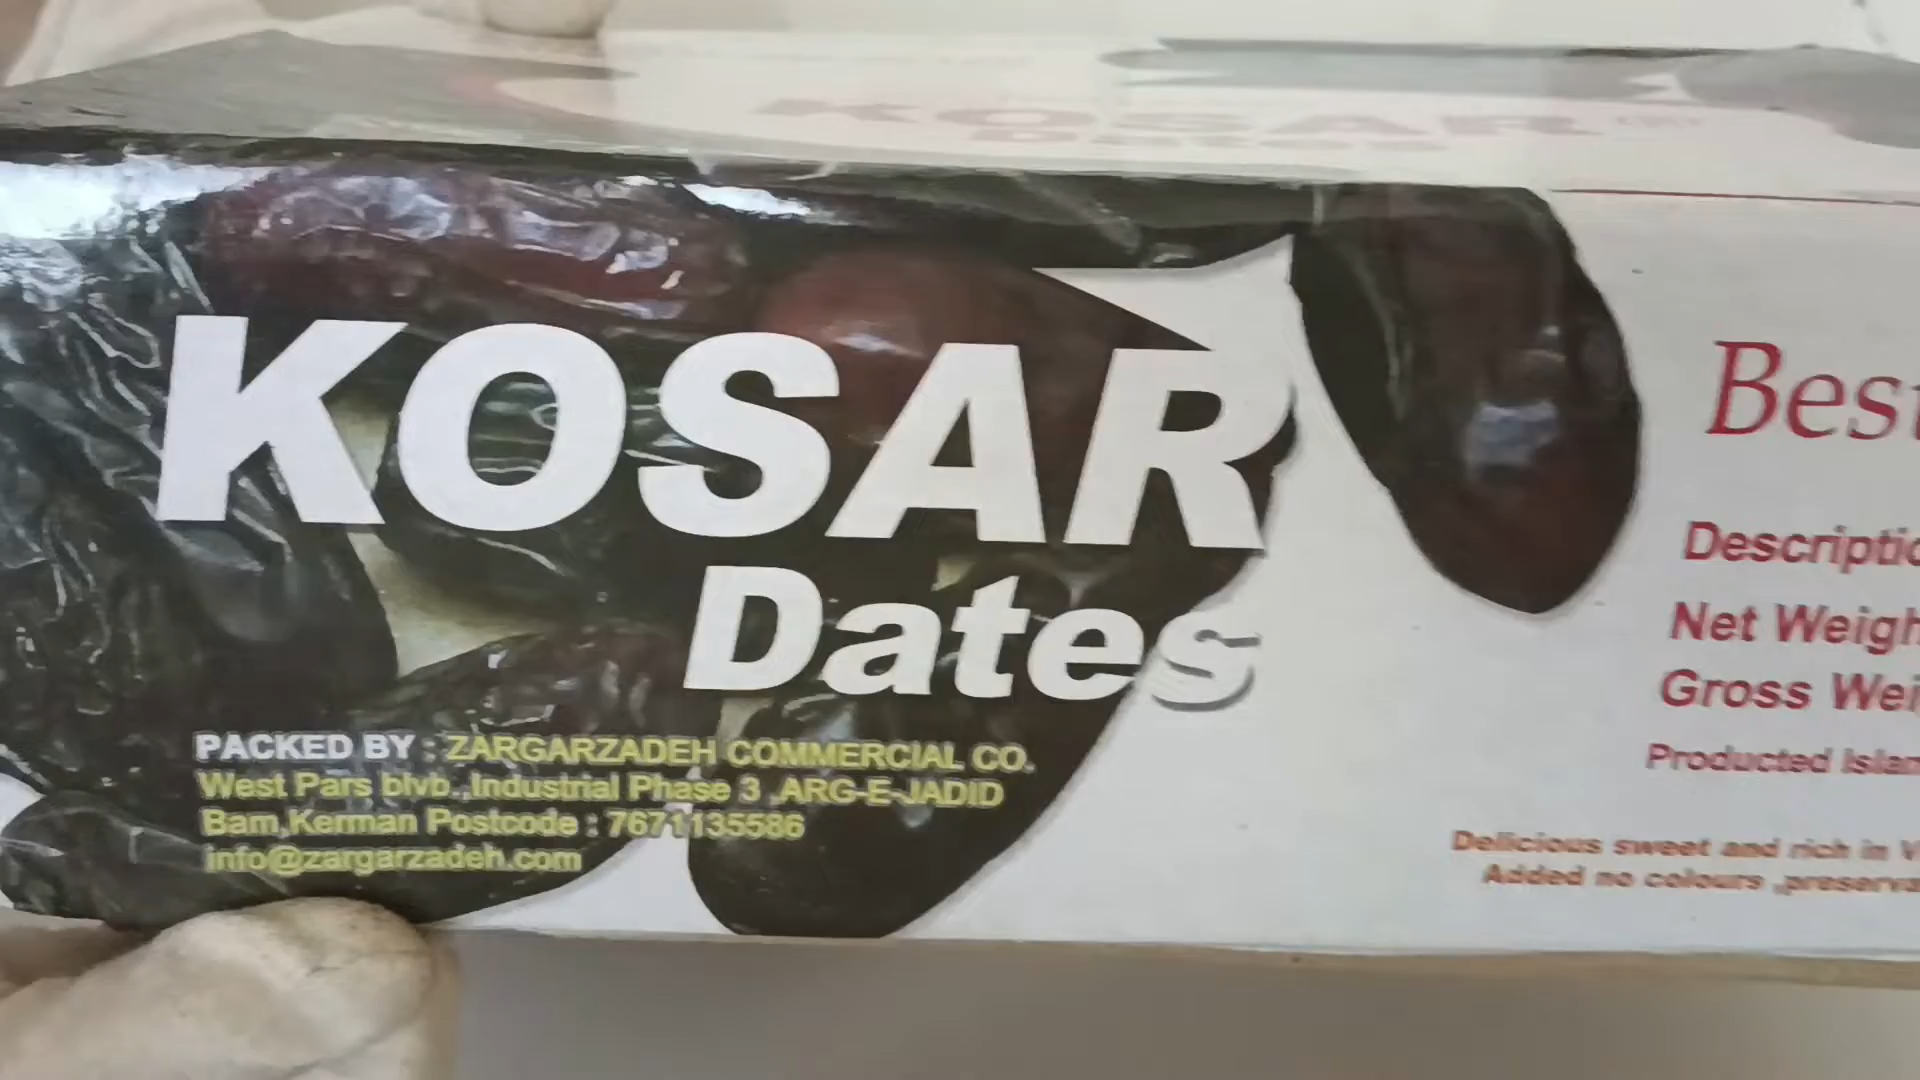 KOSAR
Dates
KOSAR
Dates
PACKED BY : ZARGARZADEH COMMERCIAL CO.
West Pars blvb.,Industrial Phase 3 ,ARG-E-JADID
Bam,Kerman Postcode : 7671135586
info@zargarzadeh.com
Best
Descriptio
Net Weigh
Gross Wei
Producted Islam
Delicious sweet and rich in V
Added no colours ,preserva